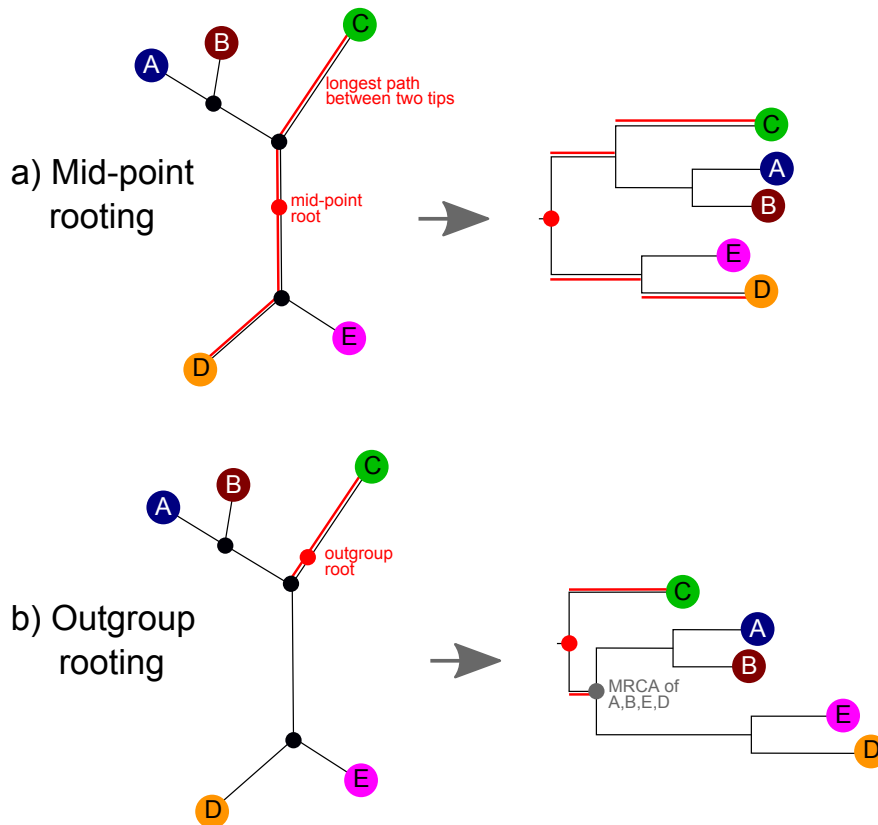 C
B
A
longest path
between two tips
a) Mid-point
rooting
mid-point
root
D
E
C
A
B
E
D
C
B
A
outgroup
root
b) Outgroup
rooting
D
E
C
A
B
MRCA of
A,B,E,D
E
D